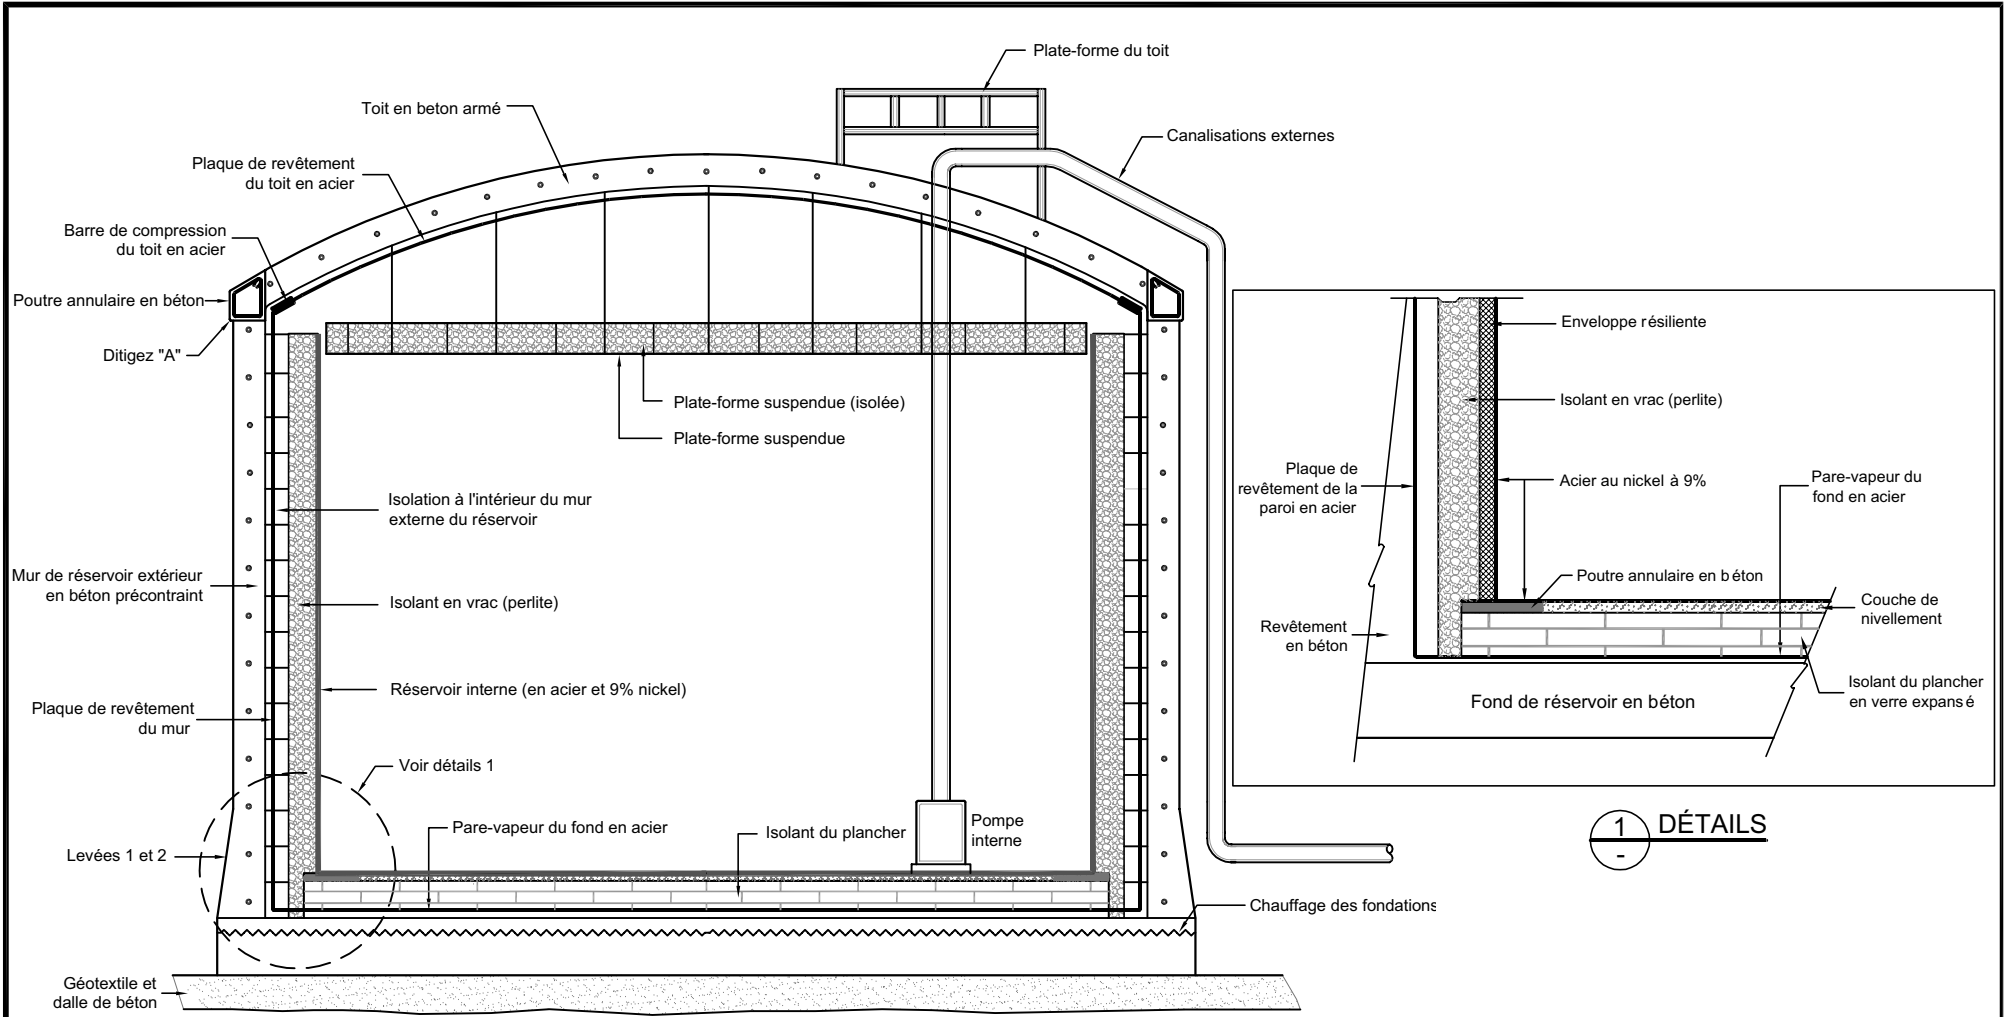 Plate-forme du toit
Toit en beton armé
Canalisations externes
Plaque de revêtement
du toit en acier
Barre de compression
du toit en acier
Poutre annulaire en béton
Ditigez "A"
Plate-forme suspendue (isolée)
Plate-forme suspendue
Isolation à l'intérieur du mur
externe du réservoir
Mur de réservoir extérieur
en béton précontraint
Isolant en vrac (perlite)
Réservoir interne (en acier et 9% nickel)
Plaque de revêtement
du mur
Voir détails 1
Pare-vapeur du fond en acier
Isolant du plancher
Pompe
interne
Levées 1 et 2
Chauffage des fondations
Géotextile et
dalle de béton
Enveloppe résiliente
Isolant en vrac (perlite)
Plaque de
revêtement de la
paroi en acier
Acier au nickel à 9%
Pare-vapeur du
fond en acier
Poutre annulaire en béton
Couche de
nivellement
Revêtement
en béton
Isolant du plancher
en verre expansé
Fond de réservoir en béton
1 DÉTAILS
-